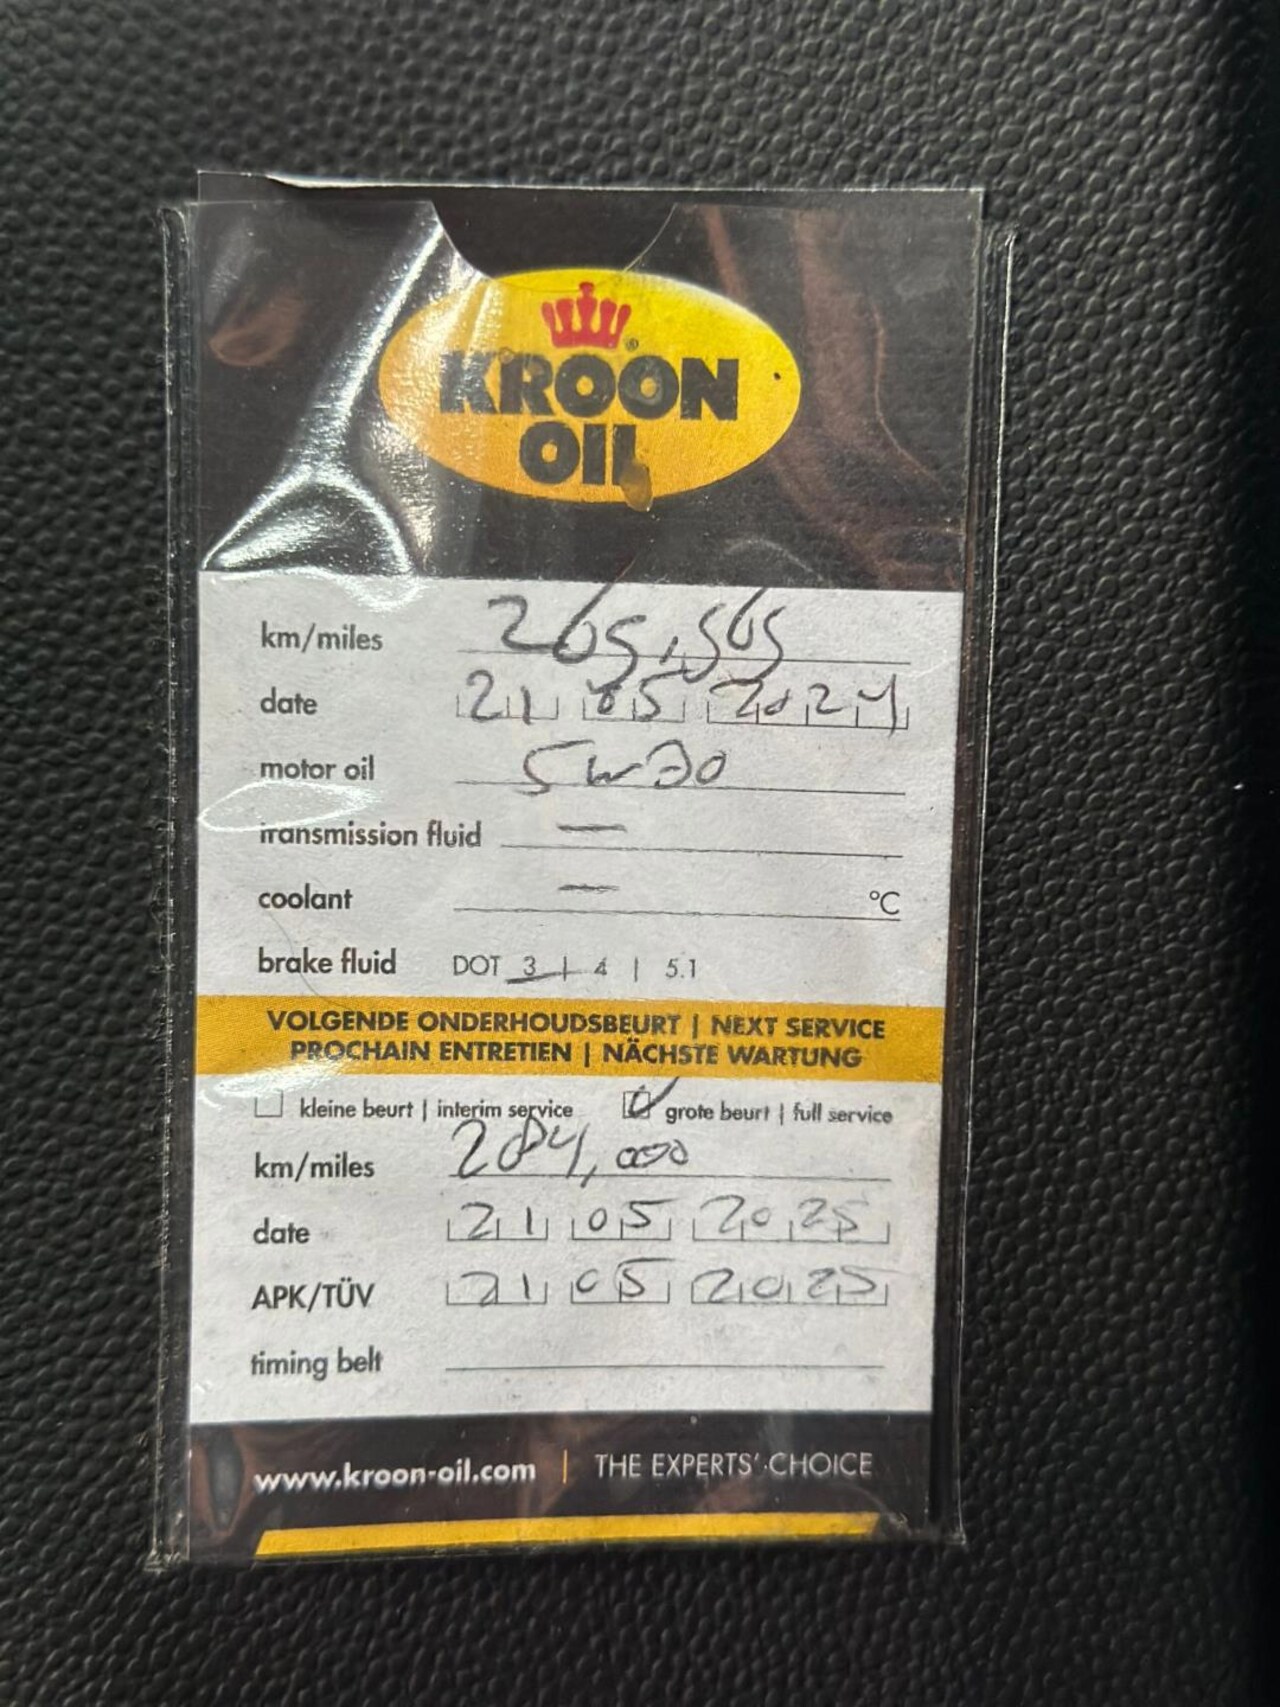 KROON
OIL
km/miles 265,565
date 21 05 2024
motor oil 5w30
transmission fluid —
coolant — °C
brake fluid DOT 3 | 4 | 5.1
VOLGENDE ONDERHOUDSBEURT | NEXT SERVICE
PROCHAIN ENTRETIEN | NÄCHSTE WARTUNG
kleine beurt | interim service grote beurt | full service
km/miles 284,000
date 21 05 2025
APK/TÜV 21 05 2025
timing belt
www.kroon-oil.com | THE EXPERTS' CHOICE